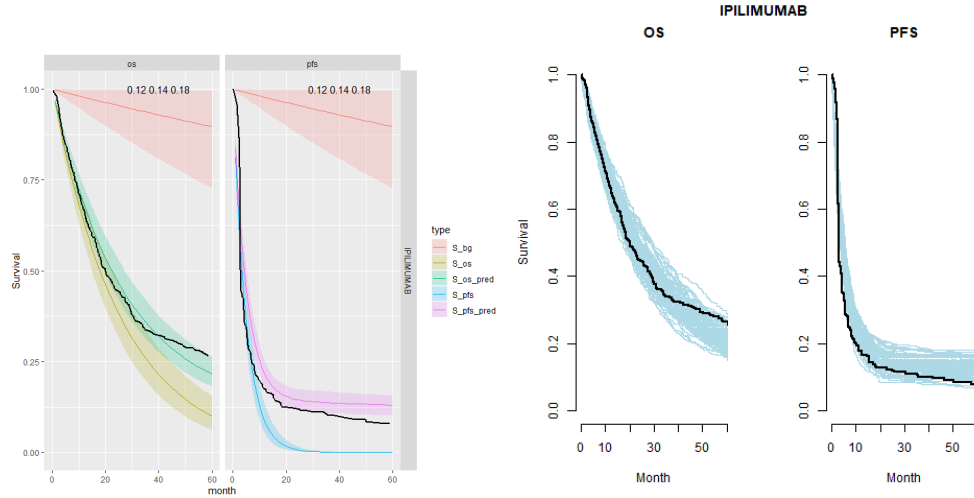 IPILIMUMAB
OS
PFS
os
pfs
0.12 0.14 0.18
0.12 0.14 0.18
1.00
0.75
0.50
0.25
0.00
Survival
0 20 40 60
0 20 40 60
month
IPILIMUMAB
type
S_bg
S_os
S_os_pred
S_pfs
S_pfs_pred
1.0
0.8
0.6
0.4
0.2
0.0
Survival
0 10 30 50
Month
1.0
0.8
0.6
0.4
0.2
0.0
0 10 30 50
Month